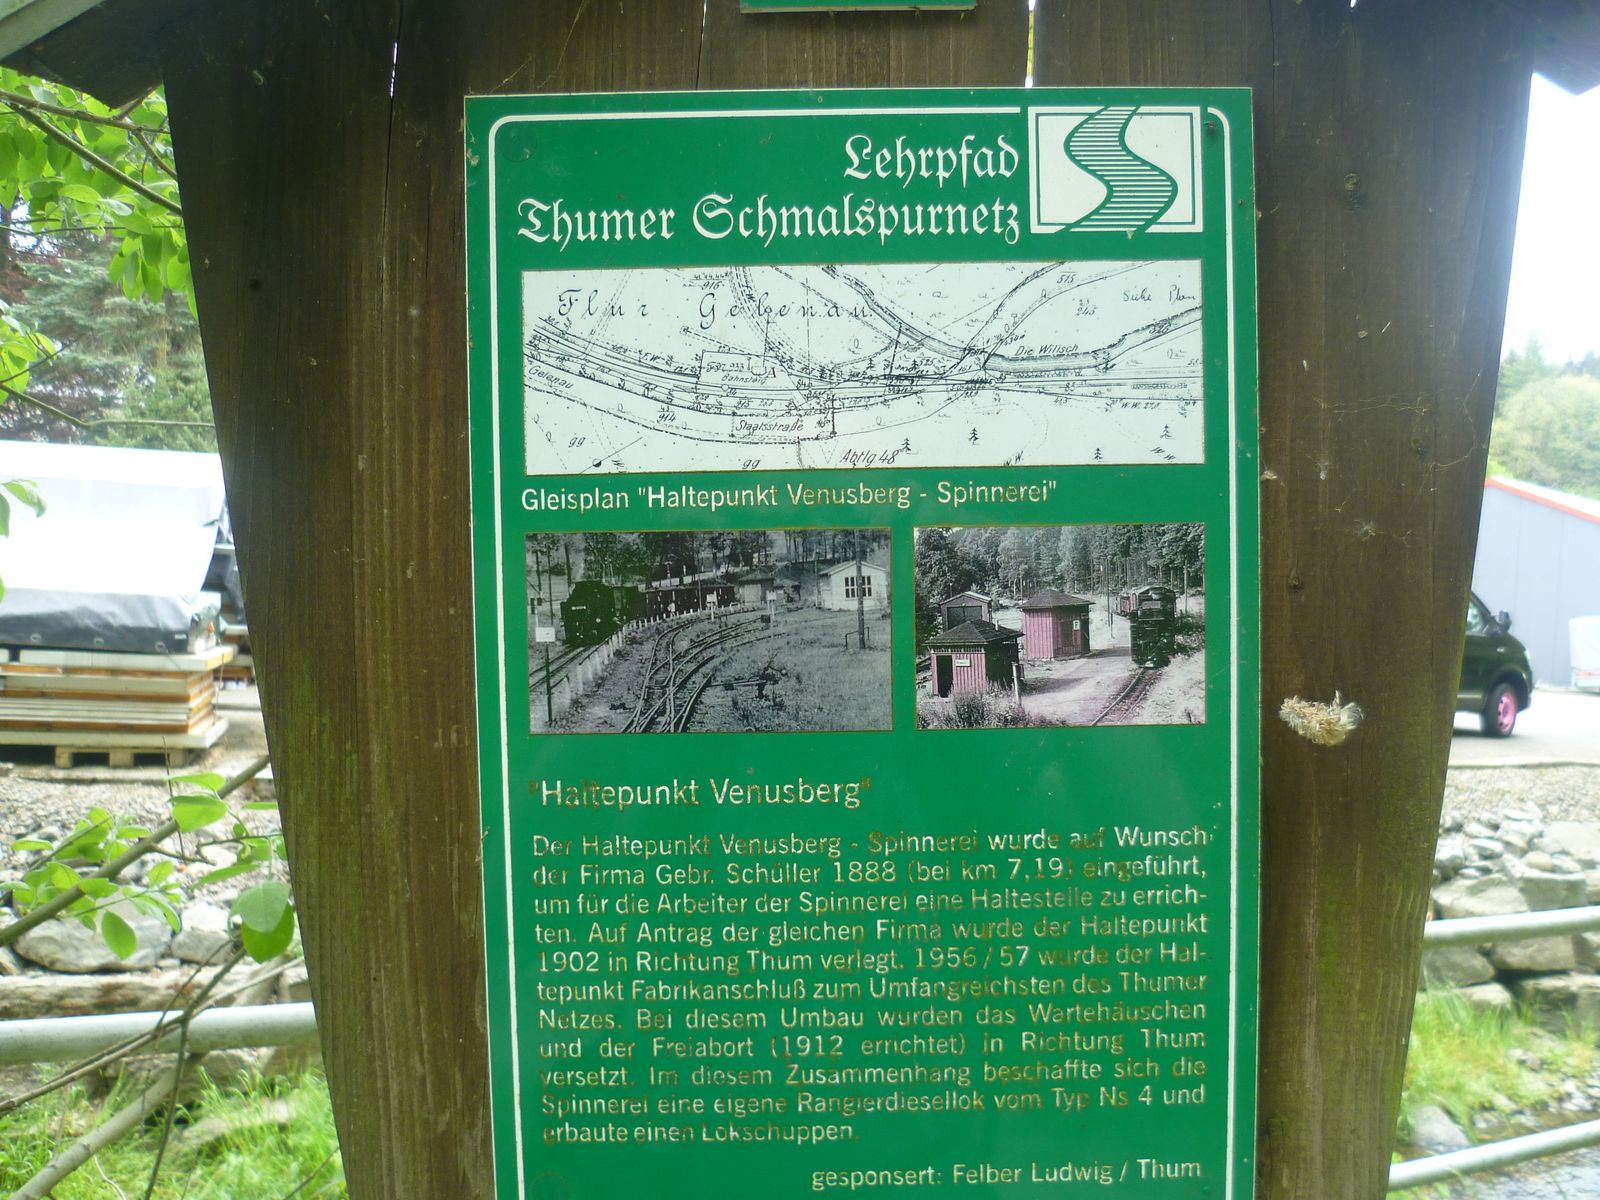 Lehrpfad
Thumer Schmalspurnetz
Flur Gelenau
Siehe Plan
Die Wilisch
Bahnsteig
Gelenau
Staatsstraße
Abtlg 48
Gleisplan "Haltepunkt Venusberg - Spinnerei"
"Haltepunkt Venusberg"
Der Haltepunkt Venusberg - Spinnerei wurde auf Wunsch
der Firma Gebr. Schüller 1888 (bei km 7,19) eingeführt,
um für die Arbeiter der Spinnerei eine Haltestelle zu errich-
ten. Auf Antrag der gleichen Firma wurde der Haltepunkt
1902 in Richtung Thum verlegt. 1956 / 57 wurde der Hal-
tepunkt Fabrikanschluß zum Umfangreichsten des Thumer
Netzes. Bei diesem Umbau wurden das Wartehäuschen
und der Freiabort (1912 errichtet) in Richtung Thum
versetzt. Im diesem Zusammenhang beschaffte sich die
Spinnerei eine eigene Rangierdiesellok vom Typ Ns 4 und
erbaute einen Lokschuppen.
gesponsert: Felber Ludwig / Thum